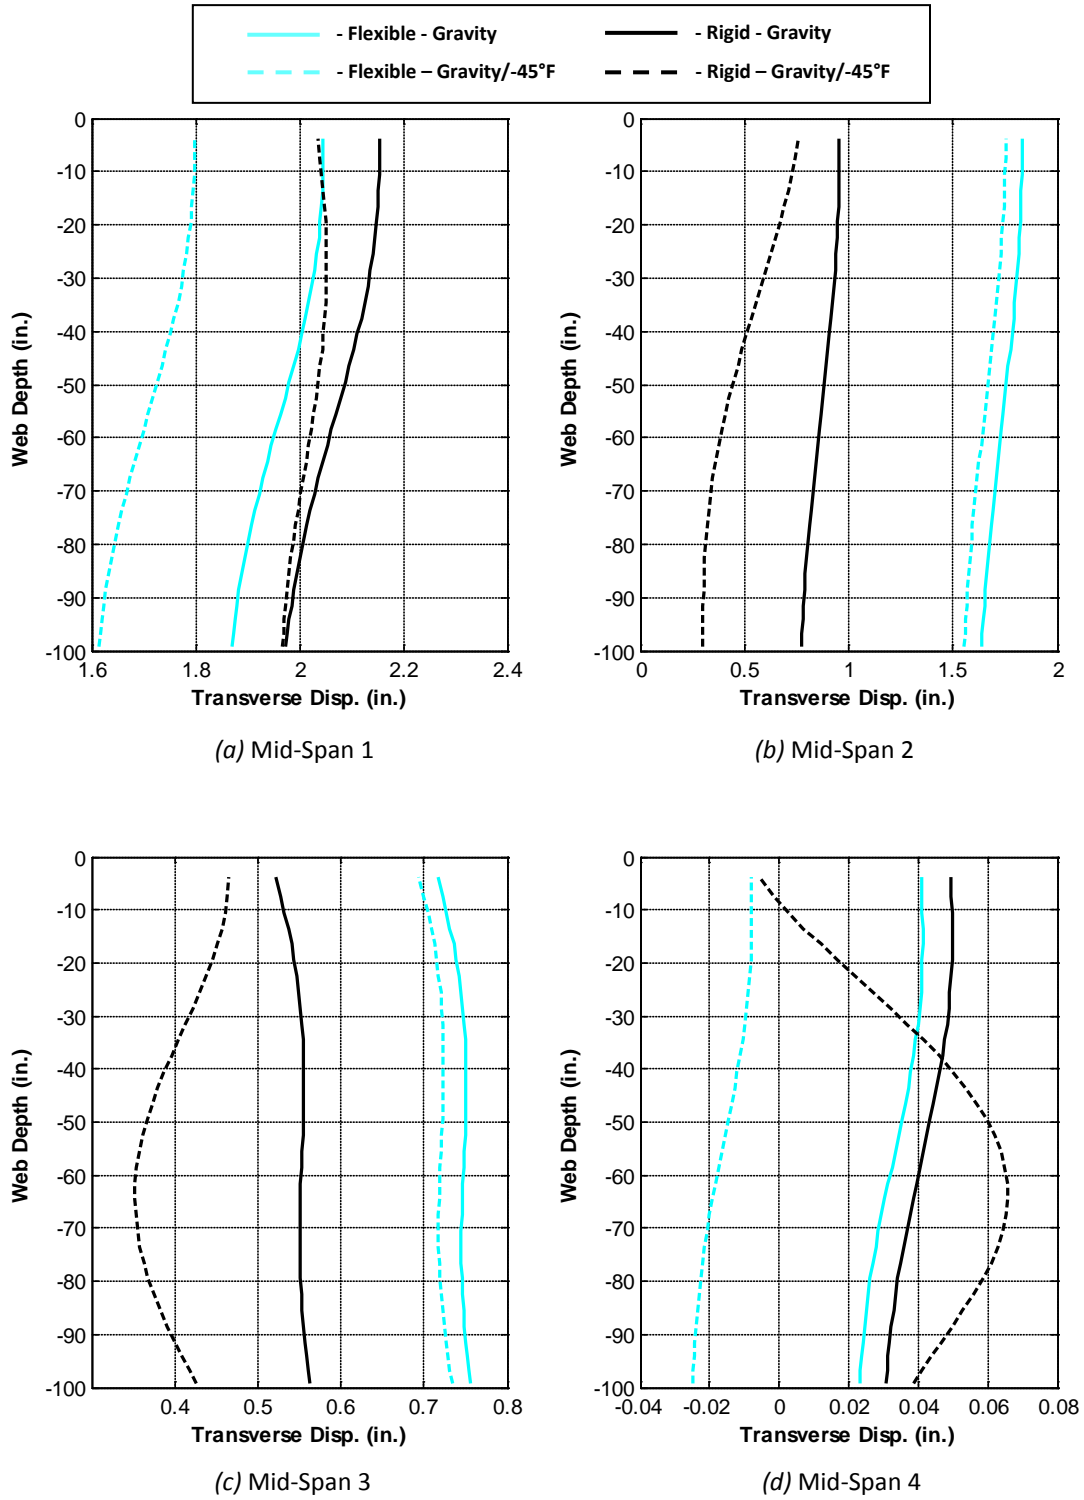 - Flexible - Gravity - Rigid - Gravity
- Flexible – Gravity/-45°F - Rigid – Gravity/-45°F
0
-10
-20
-30
-40
-50
-60
-70
-80
-90
-100
Web Depth (in.)
1.6 1.8 2 2.2 2.4
Transverse Disp. (in.)
(a) Mid-Span 1
0
-10
-20
-30
-40
-50
-60
-70
-80
-90
-100
Web Depth (in.)
0 0.5 1 1.5 2
Transverse Disp. (in.)
(b) Mid-Span 2
0
-10
-20
-30
-40
-50
-60
-70
-80
-90
-100
Web Depth (in.)
0.4 0.5 0.6 0.7 0.8
Transverse Disp. (in.)
(c) Mid-Span 3
0
-10
-20
-30
-40
-50
-60
-70
-80
-90
-100
Web Depth (in.)
-0.04 -0.02 0 0.02 0.04 0.06 0.08
Transverse Disp. (in.)
(d) Mid-Span 4